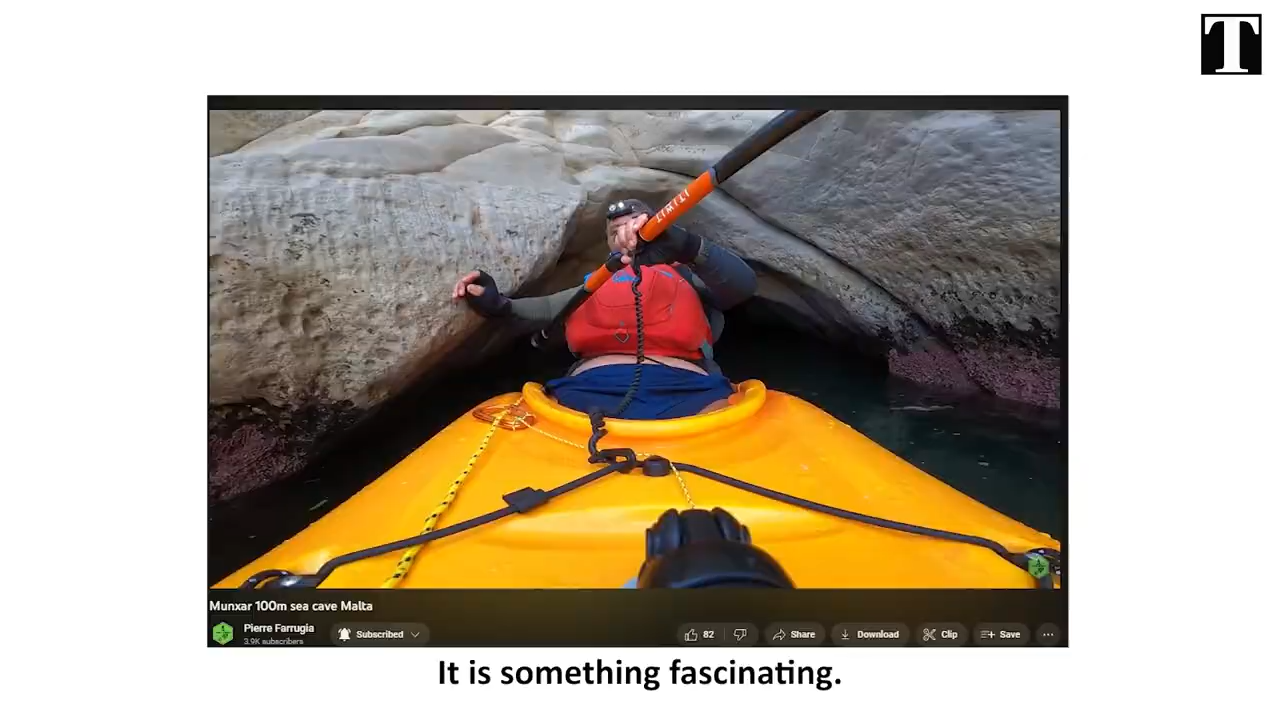 T
ITIWIT
Munxar 100m sea cave Malta
Pierre Farrugia
3.9K subscribers
Subscribed
82
Share
Download
Clip
Save
It is something fascinating.